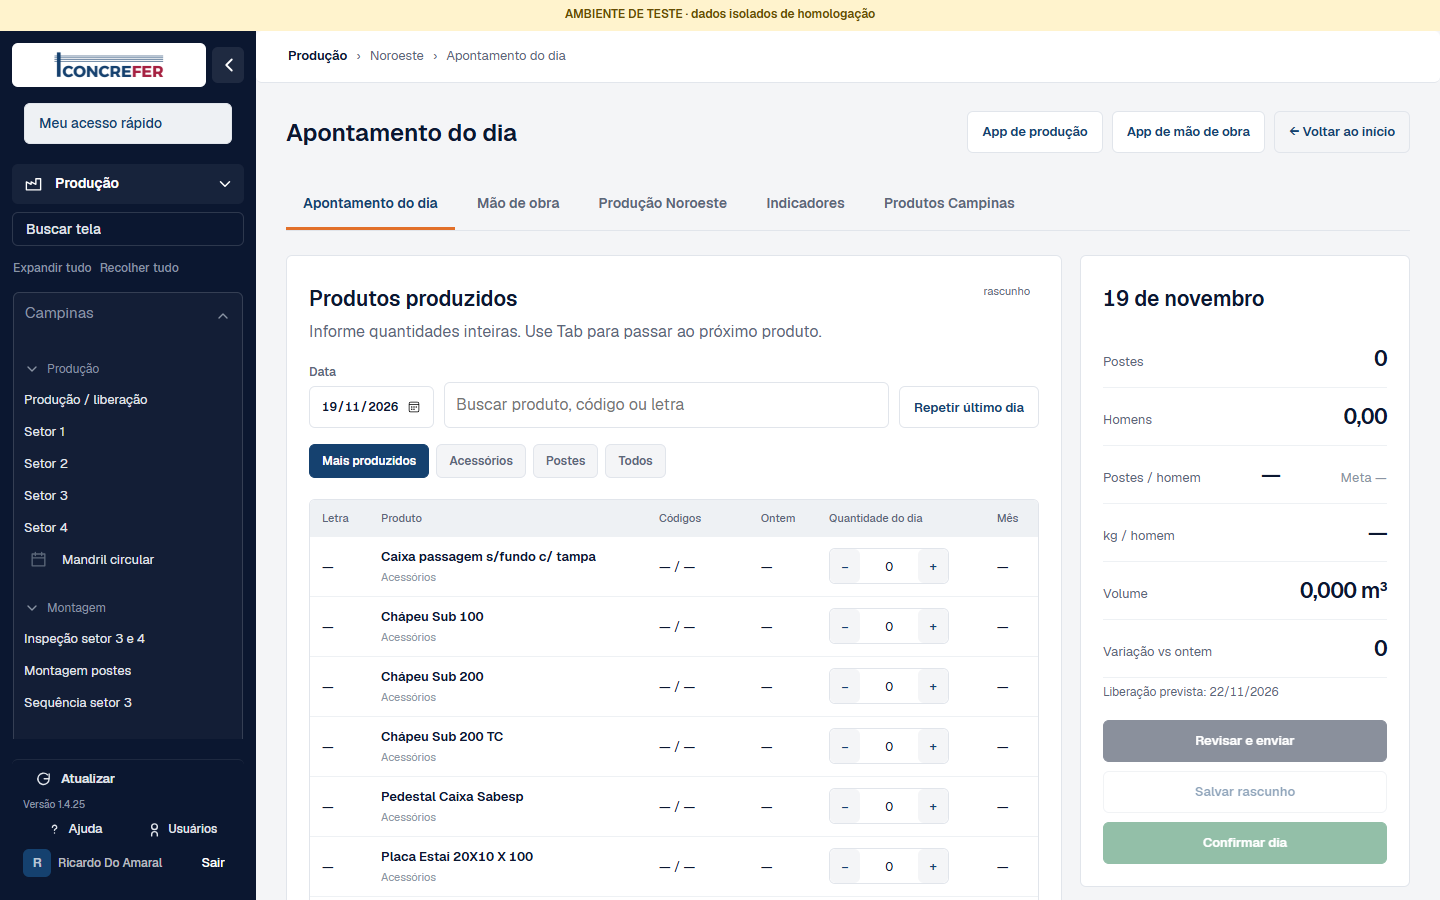 AMBIENTE DE TESTE · dados isolados de homologação
CONCREFER
Meu acesso rápido
Produção
Buscar tela
Expandir tudo Recolher tudo
Campinas
Produção
Produção / liberação
Setor 1
Setor 2
Setor 3
Setor 4
Mandril circular
Montagem
Inspeção setor 3 e 4
Montagem postes
Sequência setor 3
Atualizar
Versão 1.4.25
? Ajuda Usuários
R Ricardo Do Amaral Sair
Produção › Noroeste › Apontamento do dia
Apontamento do dia
App de produção App de mão de obra ← Voltar ao início
Apontamento do dia Mão de obra Produção Noroeste Indicadores Produtos Campinas
Produtos produzidos rascunho
Informe quantidades inteiras. Use Tab para passar ao próximo produto.
Data
19/11/2026 Buscar produto, código ou letra Repetir último dia
Mais produzidos Acessórios Postes Todos
Letra Produto Códigos Ontem Quantidade do dia Mês
— Caixa passagem s/fundo c/ tampa — / — — − 0 + —
Acessórios
— Chápeu Sub 100 — / — — − 0 + —
Acessórios
— Chápeu Sub 200 — / — — − 0 + —
Acessórios
— Chápeu Sub 200 TC — / — — − 0 + —
Acessórios
— Pedestal Caixa Sabesp — / — — − 0 + —
Acessórios
— Placa Estai 20X10 X 100 — / — — − 0 + —
Acessórios
19 de novembro
Postes 0
Homens 0,00
Postes / homem — Meta —
kg / homem —
Volume 0,000 m³
Variação vs ontem 0
Liberação prevista: 22/11/2026
Revisar e enviar
Salvar rascunho
Confirmar dia